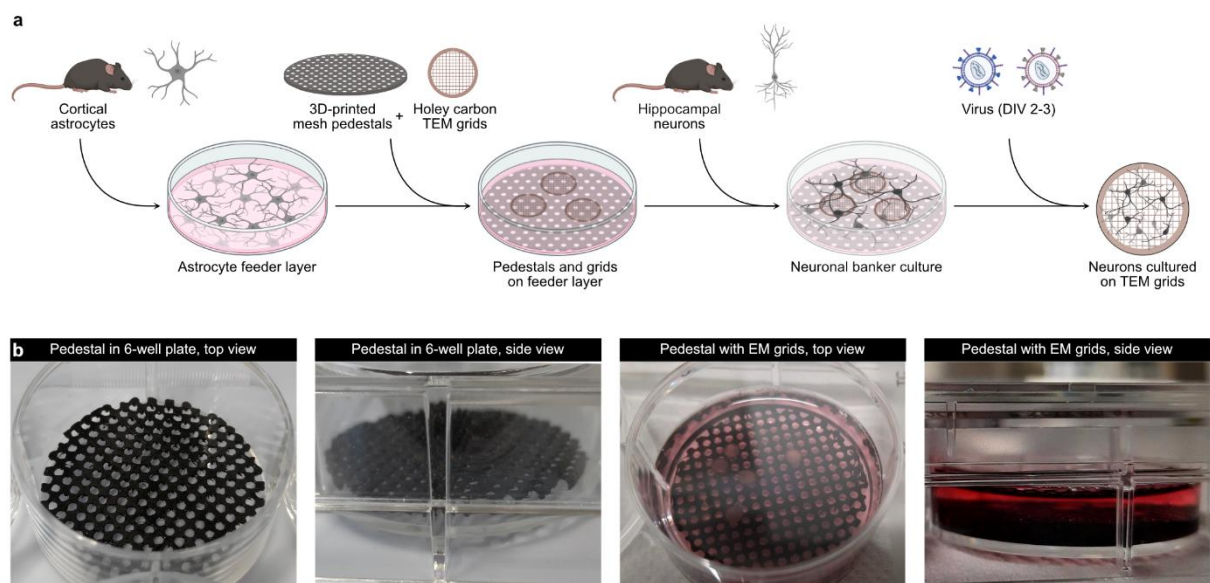 a
Cortical
astrocytes
3D-printed
mesh pedestals
+
Holey carbon
TEM grids
Hippocampal
neurons
Virus (DIV 2-3)
Astrocyte feeder layer
Pedestals and grids
on feeder layer
Neuronal banker culture
Neurons cultured
on TEM grids
b
Pedestal in 6-well plate, top view
Pedestal in 6-well plate, side view
Pedestal with EM grids, top view
Pedestal with EM grids, side view